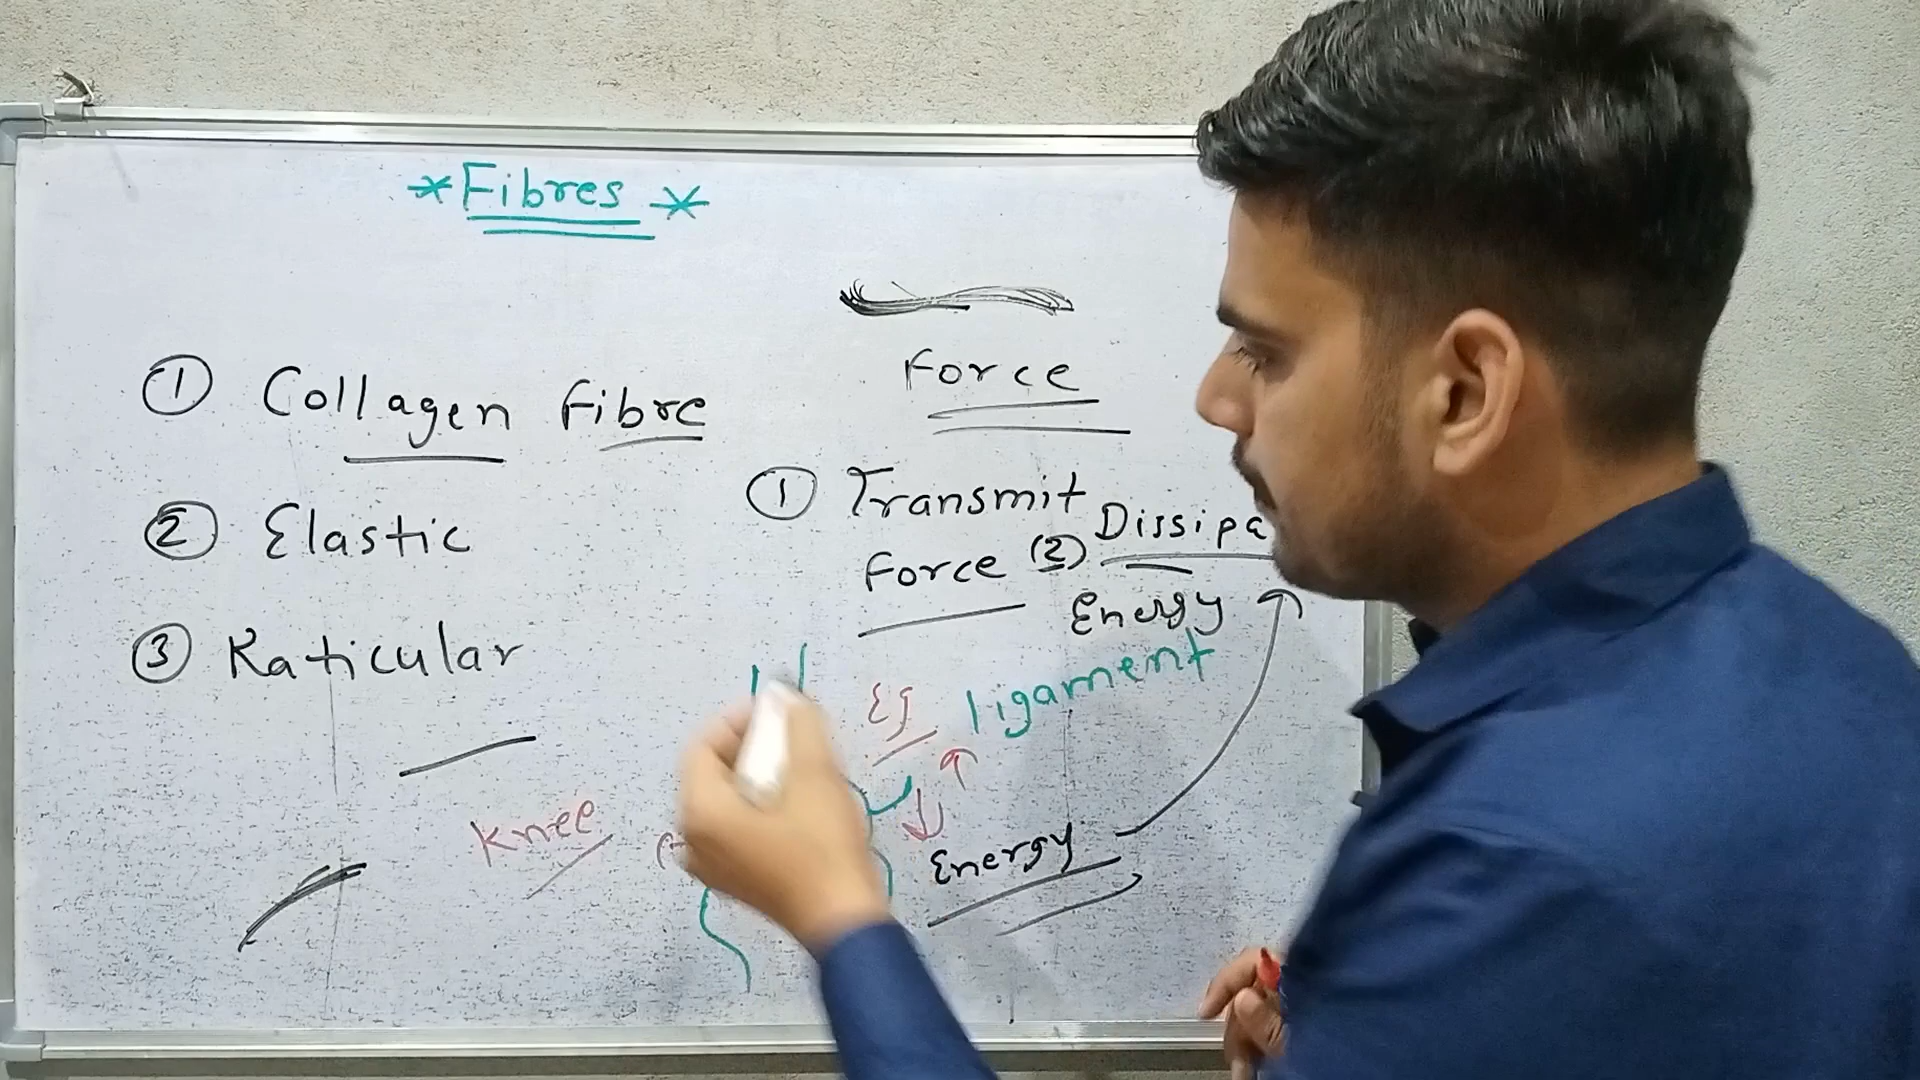 *Fibres*
① Collagen Fibre
② Elastic
③ Raticular
Knee
Force
① Transmit
Force (2) Dissipa
Energy
Eg ligament
Energy